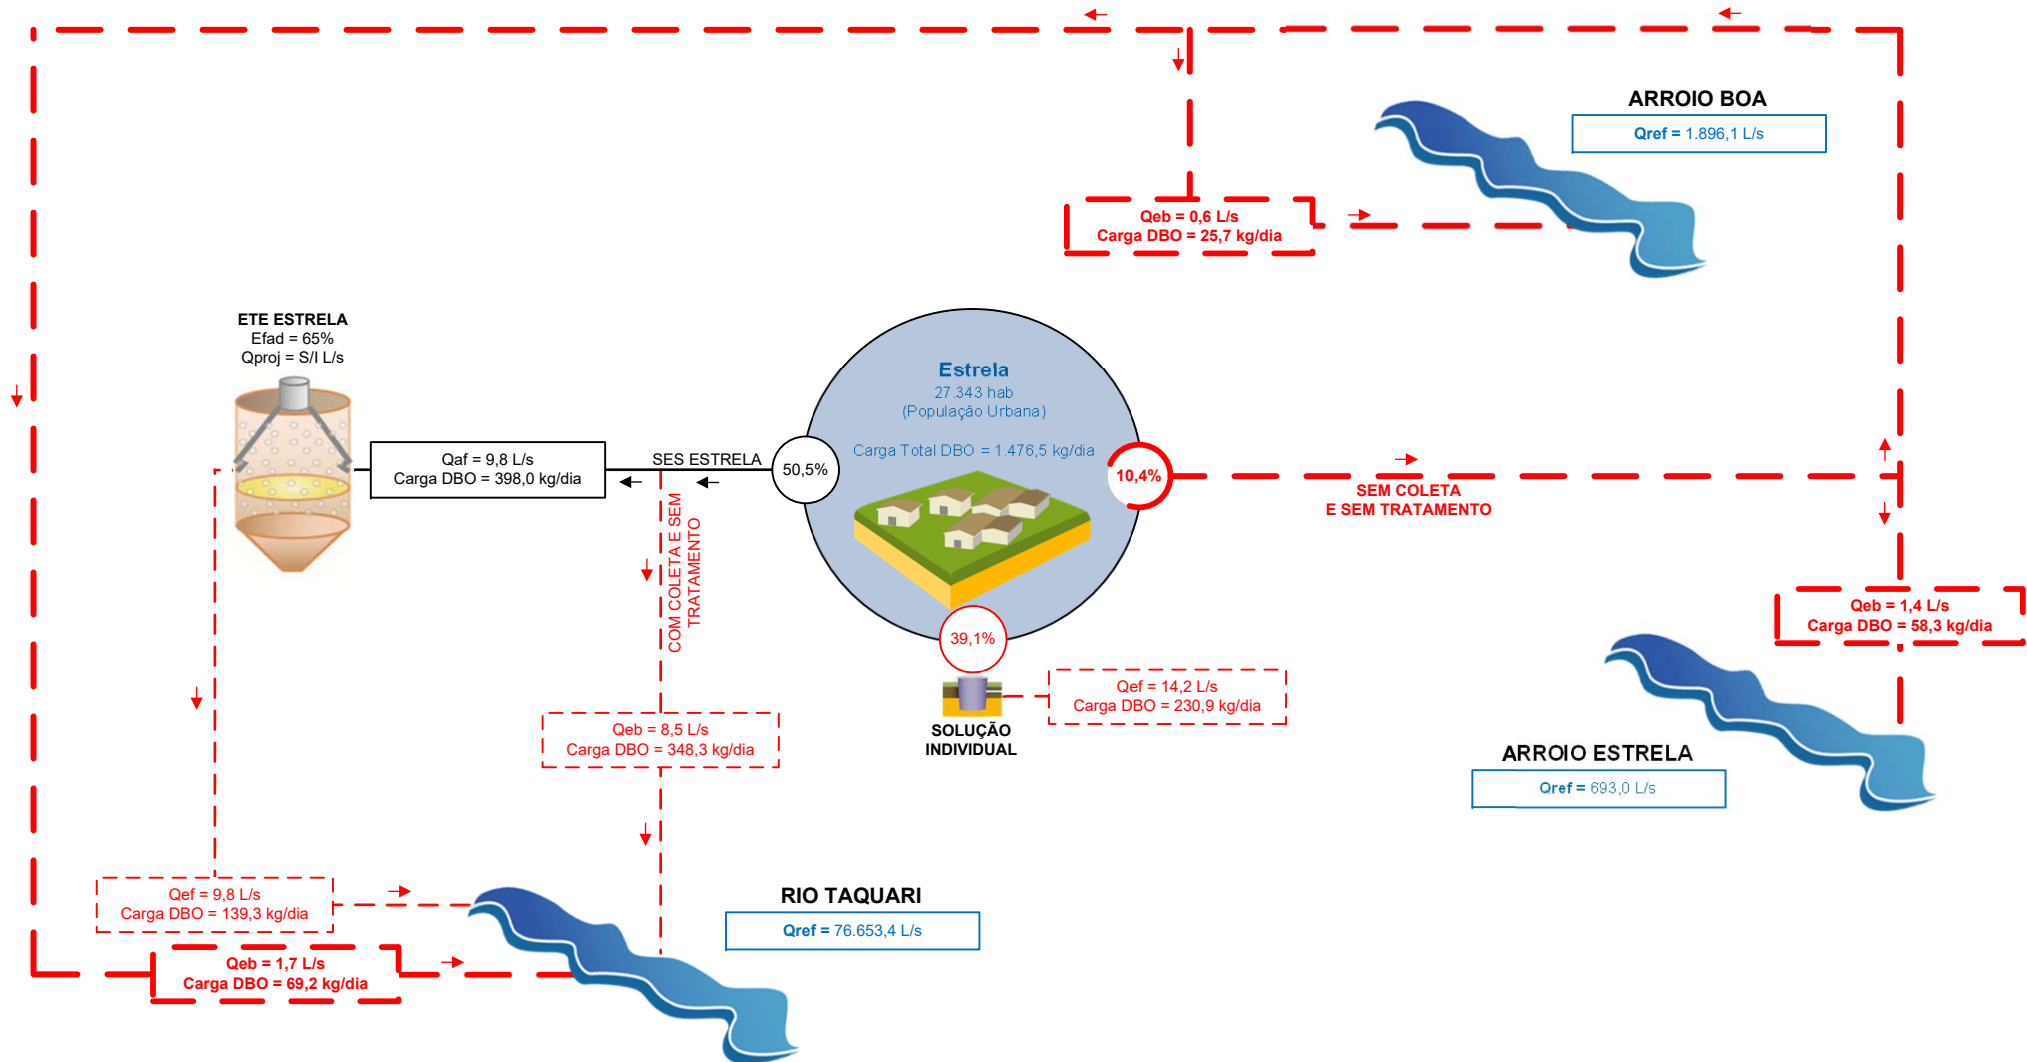 ARROIO BOA
Qref = 1.896,1 L/s
Qeb = 0,6 L/s
Carga DBO = 25,7 kg/dia
ETE ESTRELA
Efad = 65%
Qproj = S/I L/s
Estrela
27.343 hab
(População Urbana)
Carga Total DBO = 1.476,5 kg/dia
Qaf = 9,8 L/s
Carga DBO = 398,0 kg/dia
SES ESTRELA
50,5%
10,4%
SEM COLETA
E SEM TRATAMENTO
COM COLETA E SEM
TRATAMENTO
Qeb = 1,4 L/s
Carga DBO = 58,3 kg/dia
39,1%
Qef = 14,2 L/s
Carga DBO = 230,9 kg/dia
SOLUÇÃO
INDIVIDUAL
Qeb = 8,5 L/s
Carga DBO = 348,3 kg/dia
ARROIO ESTRELA
Qref = 693,0 L/s
Qef = 9,8 L/s
Carga DBO = 139,3 kg/dia
RIO TAQUARI
Qref = 76.653,4 L/s
Qeb = 1,7 L/s
Carga DBO = 69,2 kg/dia